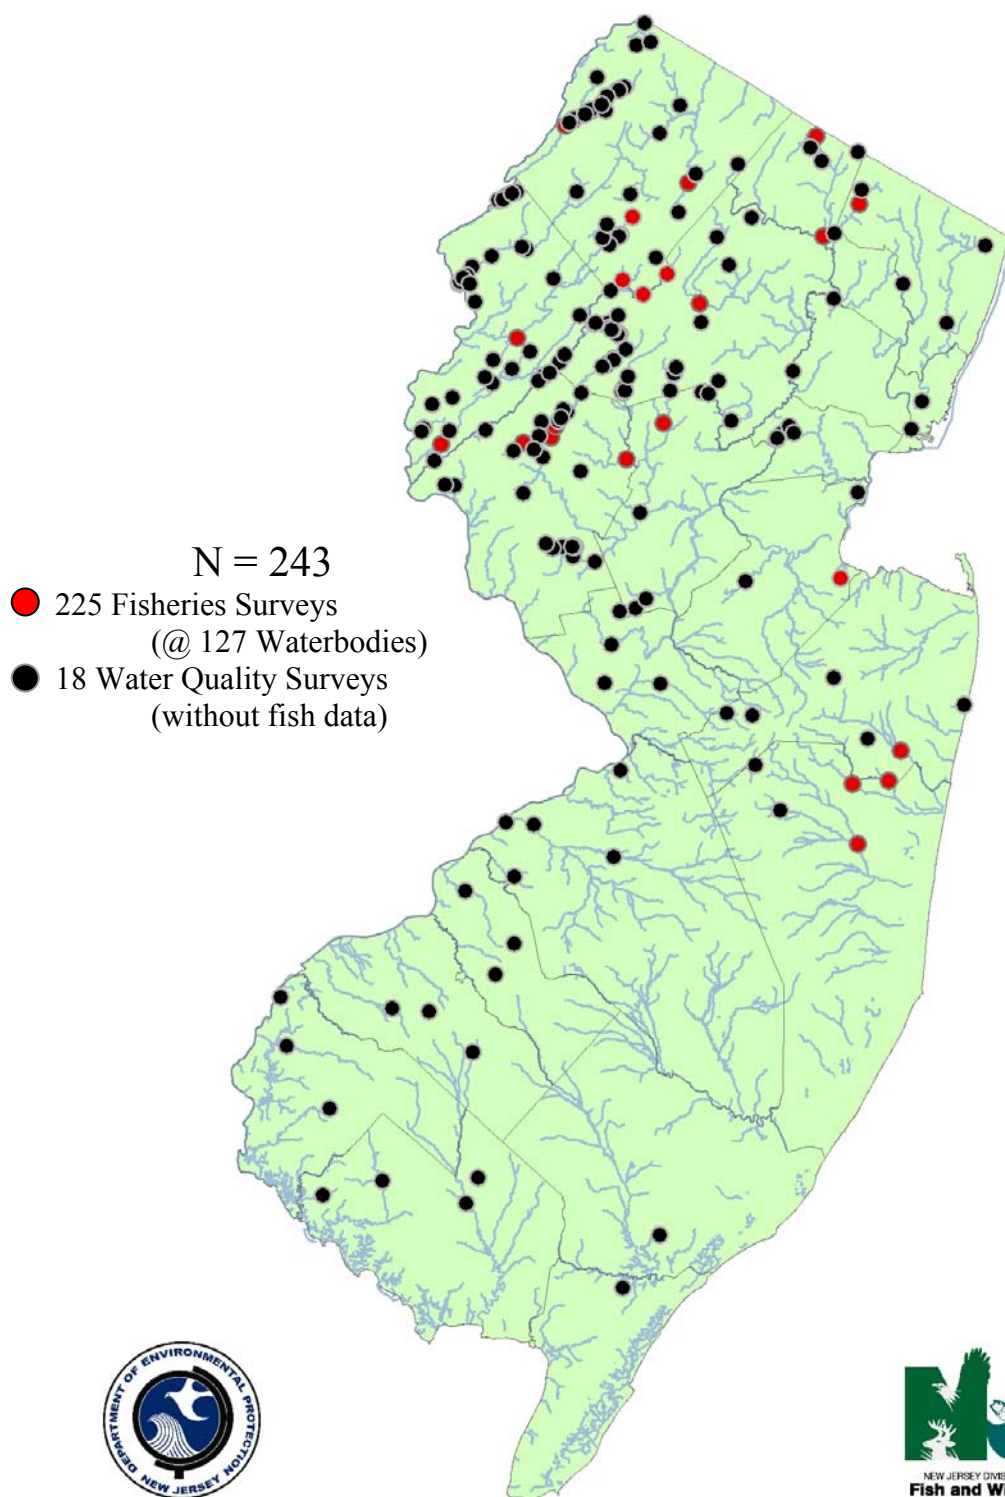 N = 243
225 Fisheries Surveys
(@ 127 Waterbodies)
18 Water Quality Surveys
(without fish data)
DEPARTMENT OF ENVIRONMENTAL PROTECTION
NEW JERSEY
NEW JERSEY
Fish and